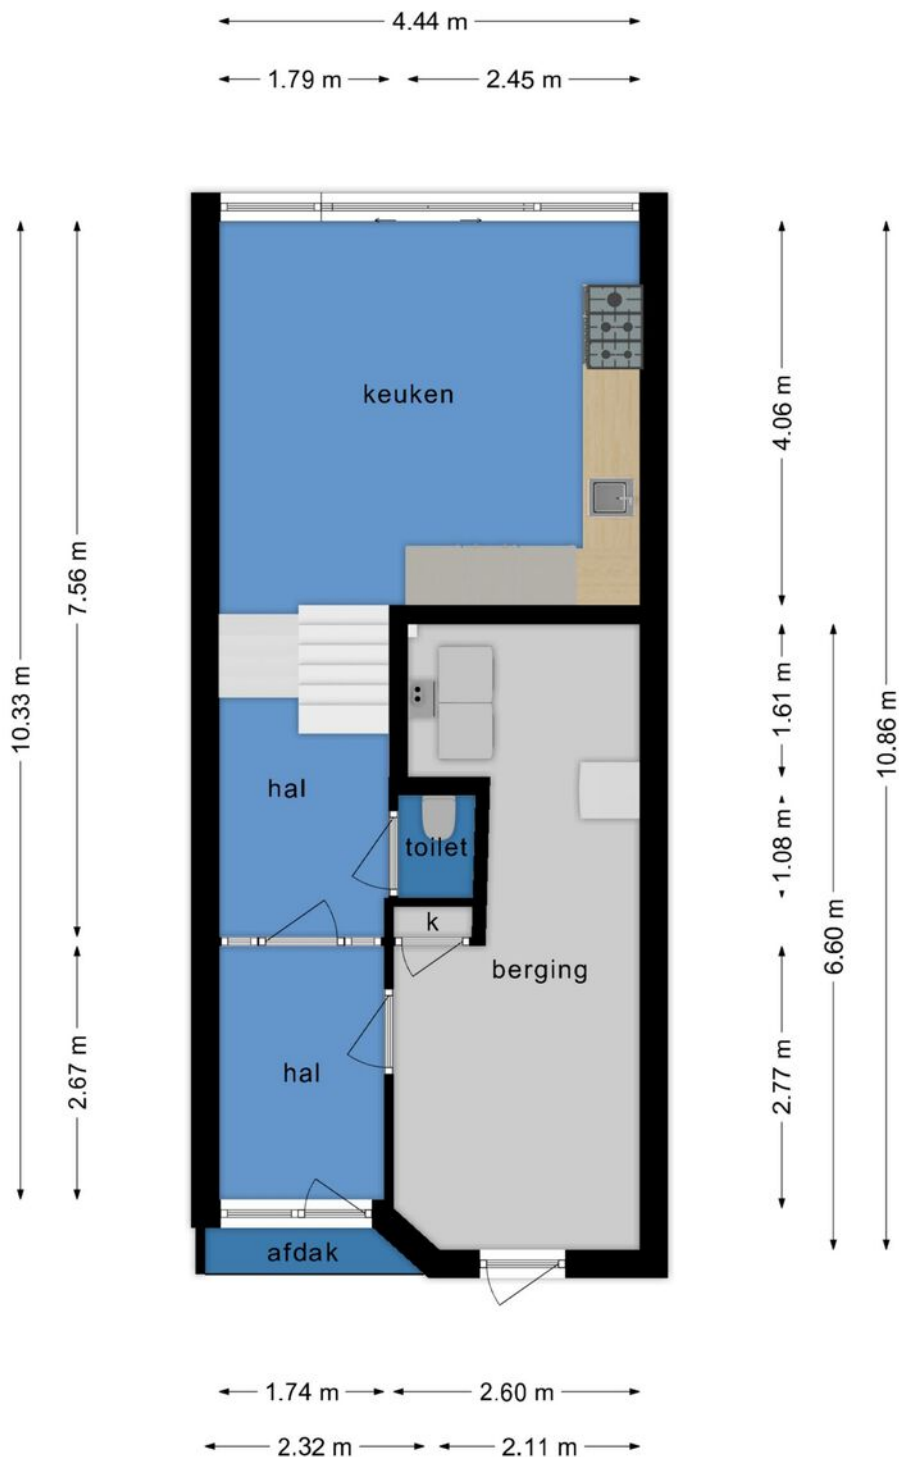 4.44 m
1.79 m
2.45 m
keuken
4.06 m
7.56 m
10.33 m
1.61 m
10.86 m
hal
1.08 m
toilet
k
6.60 m
berging
2.67 m
hal
2.77 m
afdak
1.74 m
2.60 m
2.32 m
2.11 m